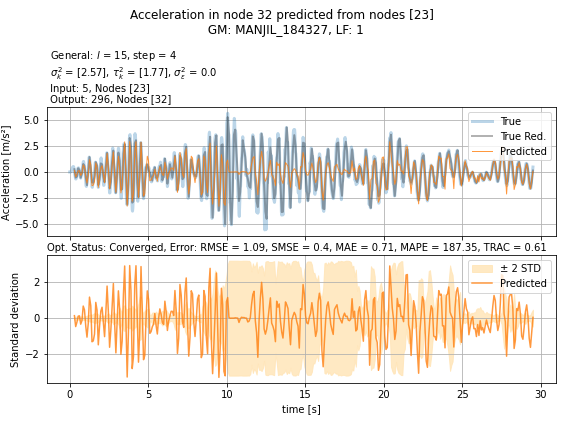 Acceleration in node 32 predicted from nodes [23]
GM: MANJIL_184327, LF: 1
General: l = 15, step = 4
σ²ₖ = [2.57], τ²ₖ = [1.77], σ²ε = 0.0
Input: 5, Nodes [23]
Output: 296, Nodes [32]
Acceleration [m/s²]
5.0
2.5
0.0
−2.5
−5.0
True
True Red.
Predicted
Opt. Status: Converged, Error: RMSE = 1.09, SMSE = 0.4, MAE = 0.71, MAPE = 187.35, TRAC = 0.61
Standard deviation
2
0
−2
± 2 STD
Predicted
0 5 10 15 20 25 30
time [s]